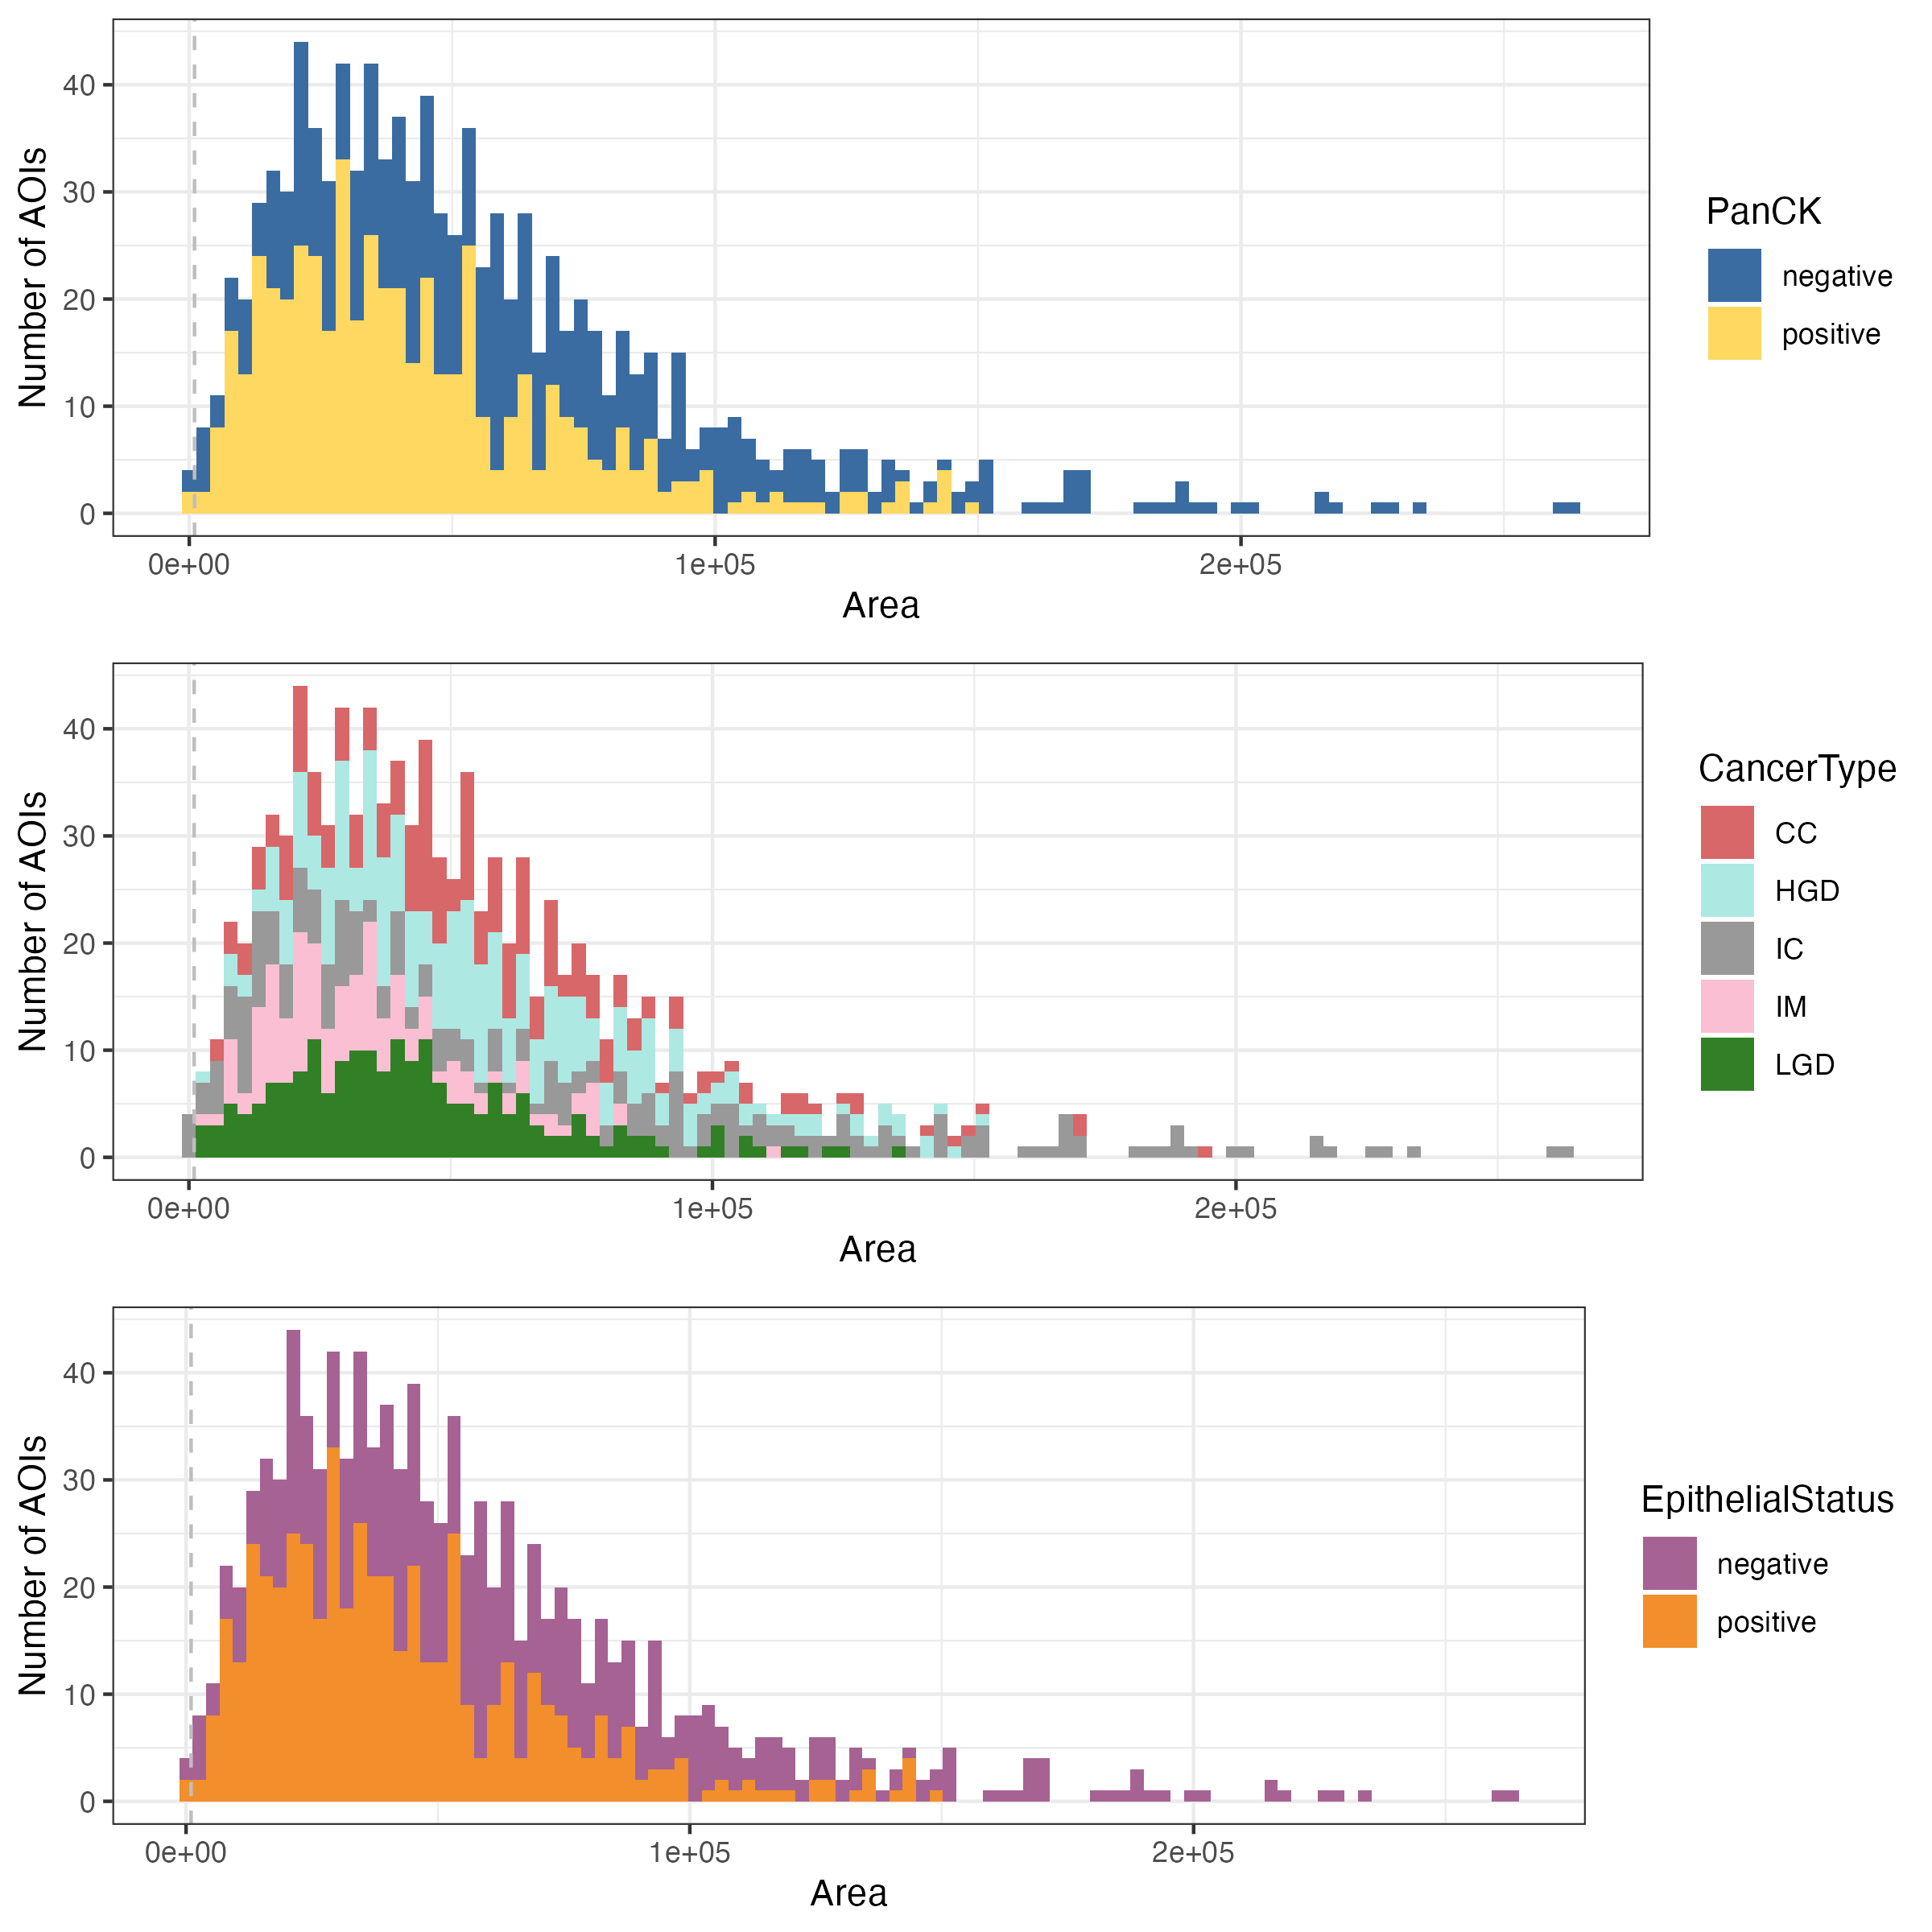 40
30
20
10
0
Number of AOIs
0e+00 1e+05 2e+05
Area
PanCK
negative
positive
40
30
20
10
0
Number of AOIs
0e+00 1e+05 2e+05
Area
CancerType
CC
HGD
IC
IM
LGD
40
30
20
10
0
Number of AOIs
0e+00 1e+05 2e+05
Area
EpithelialStatus
negative
positive